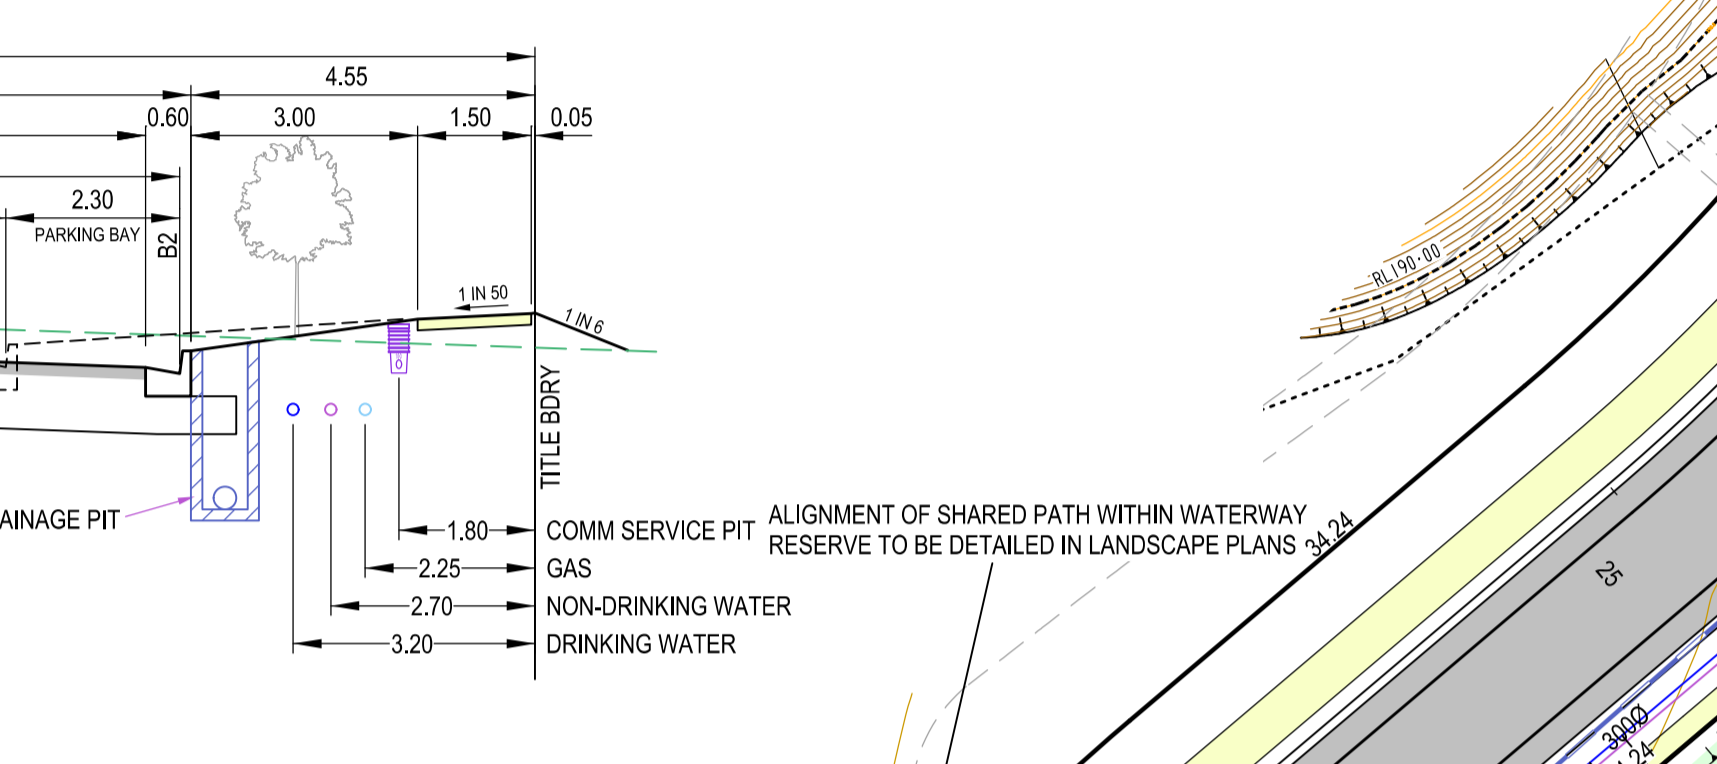 4.55
0.60
3.00
1.50
0.05
2.30
PARKING BAY
B2
1 IN 50
1 IN 6
TITLE BDRY
AINAGE PIT
1.80 COMM SERVICE PIT
2.25 GAS
2.70 NON-DRINKING WATER
3.20 DRINKING WATER
ALIGNMENT OF SHARED PATH WITHIN WATERWAY
RESERVE TO BE DETAILED IN LANDSCAPE PLANS
RL190·00
34.24
25
300Ø
.24